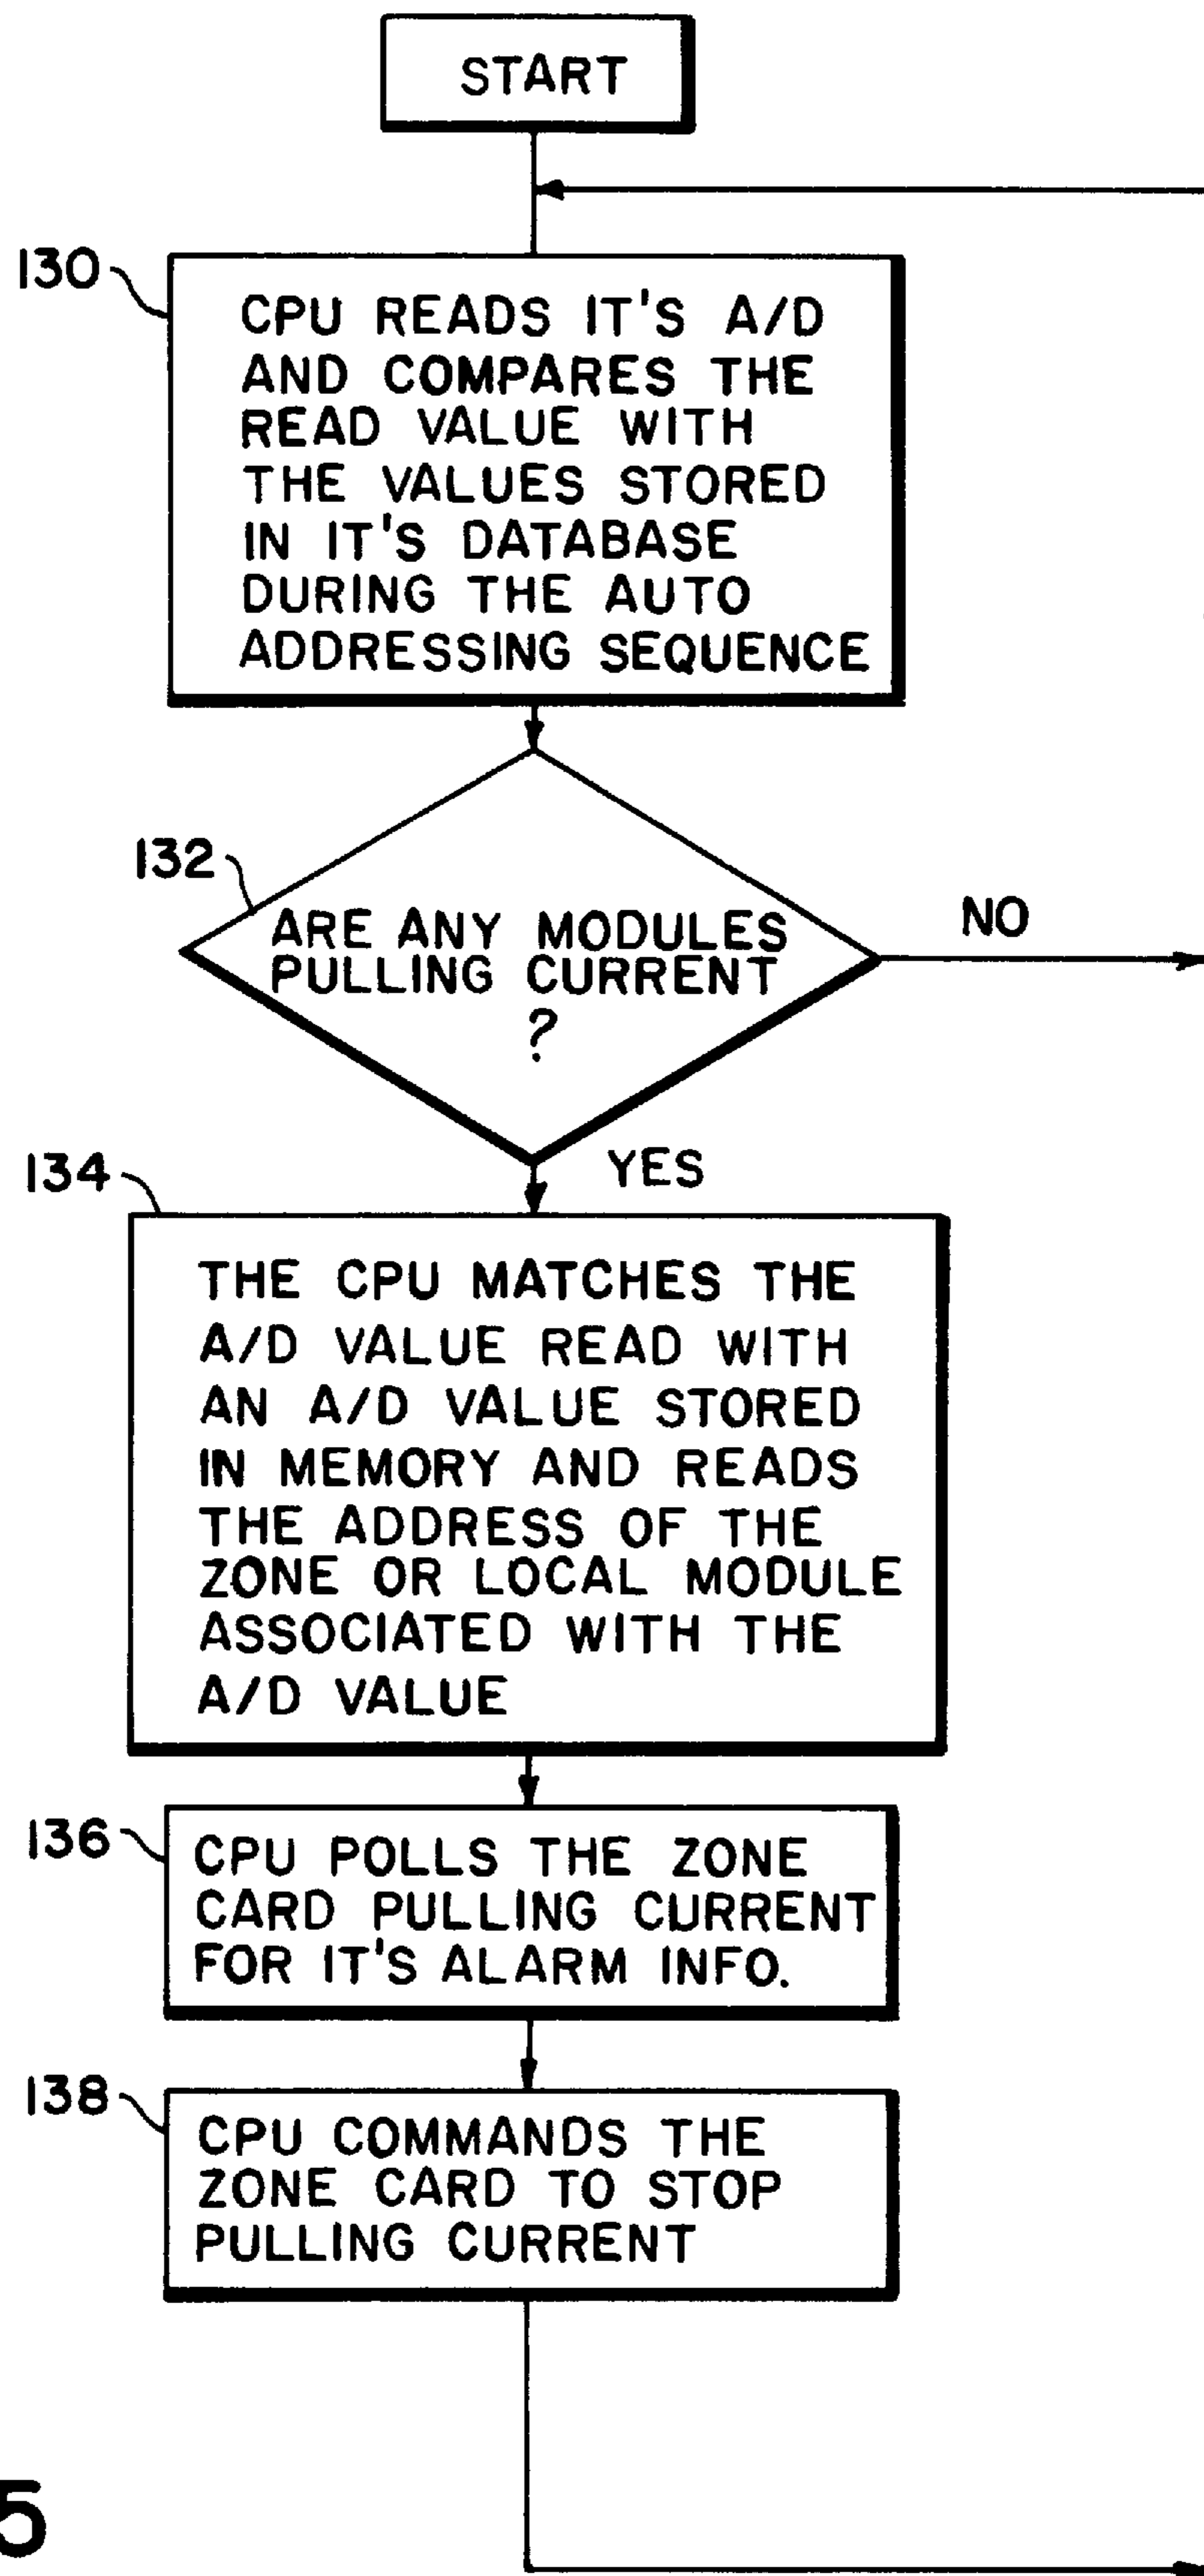 START
130
CPU READS IT'S A/D
AND COMPARES THE
READ VALUE WITH
THE VALUES STORED
IN IT'S DATABASE
DURING THE AUTO
ADDRESSING SEQUENCE
132
ARE ANY MODULES
PULLING CURRENT
?
NO
YES
134
THE CPU MATCHES THE
A/D VALUE READ WITH
AN A/D VALUE STORED
IN MEMORY AND READS
THE ADDRESS OF THE
ZONE OR LOCAL MODULE
ASSOCIATED WITH THE
A/D VALUE
136
CPU POLLS THE ZONE
CARD PULLING CURRENT
FOR IT'S ALARM INFO.
138
CPU COMMANDS THE
ZONE CARD TO STOP
PULLING CURRENT
5